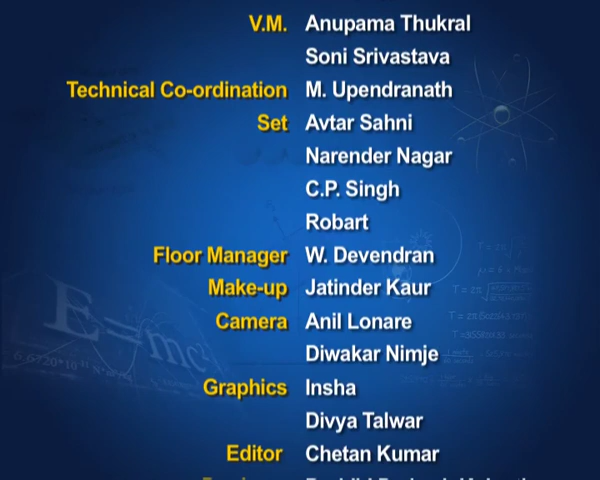 V.M. Anupama Thukral
Soni Srivastava
Technical Co-ordination M. Upendranath
Set Avtar Sahni
Narender Nagar
C.P. Singh
Robart
Floor Manager W. Devendran
Make-up Jatinder Kaur
Camera Anil Lonare
Diwakar Nimje
Graphics Insha
Divya Talwar
Editor Chetan Kumar
E=mc²